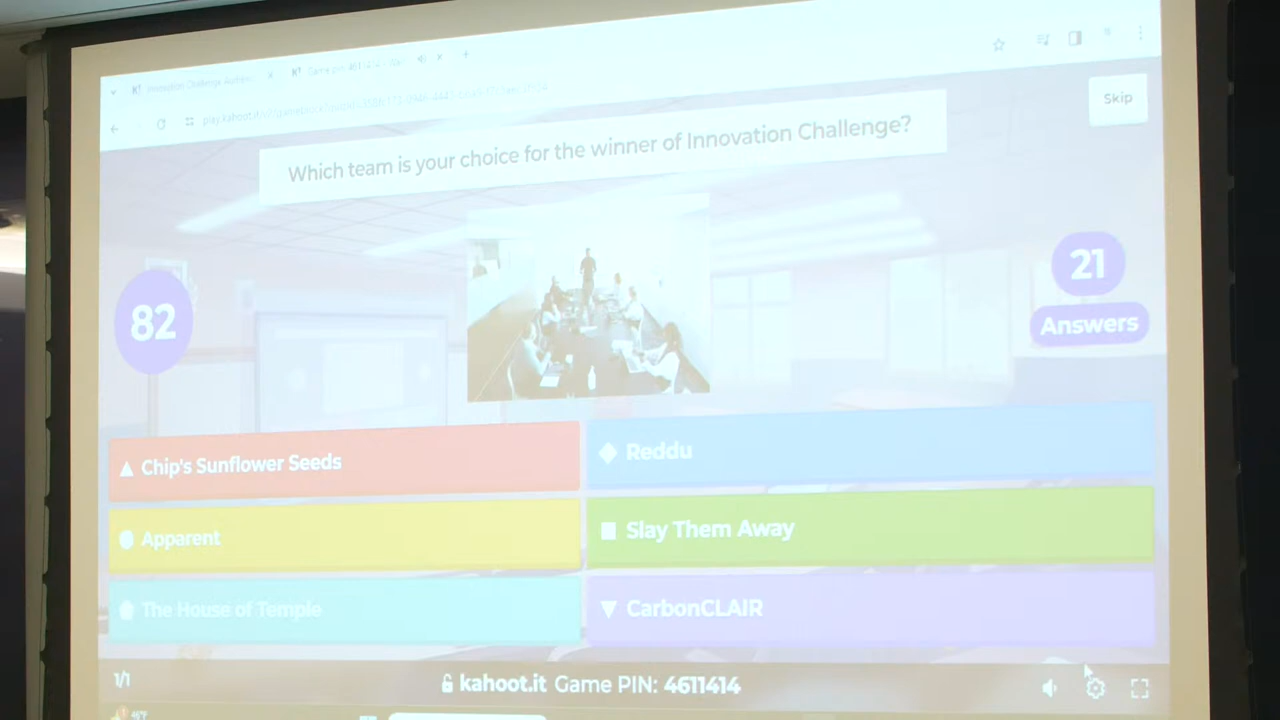 Skip
Which team is your choice for the winner of Innovation Challenge?
82
21
Answers
Chip's Sunflower Seeds
Reddu
Apparent
Slay Them Away
The House of Temple
CarbonCLAIR
1/1
kahoot.it Game PIN: 4611414